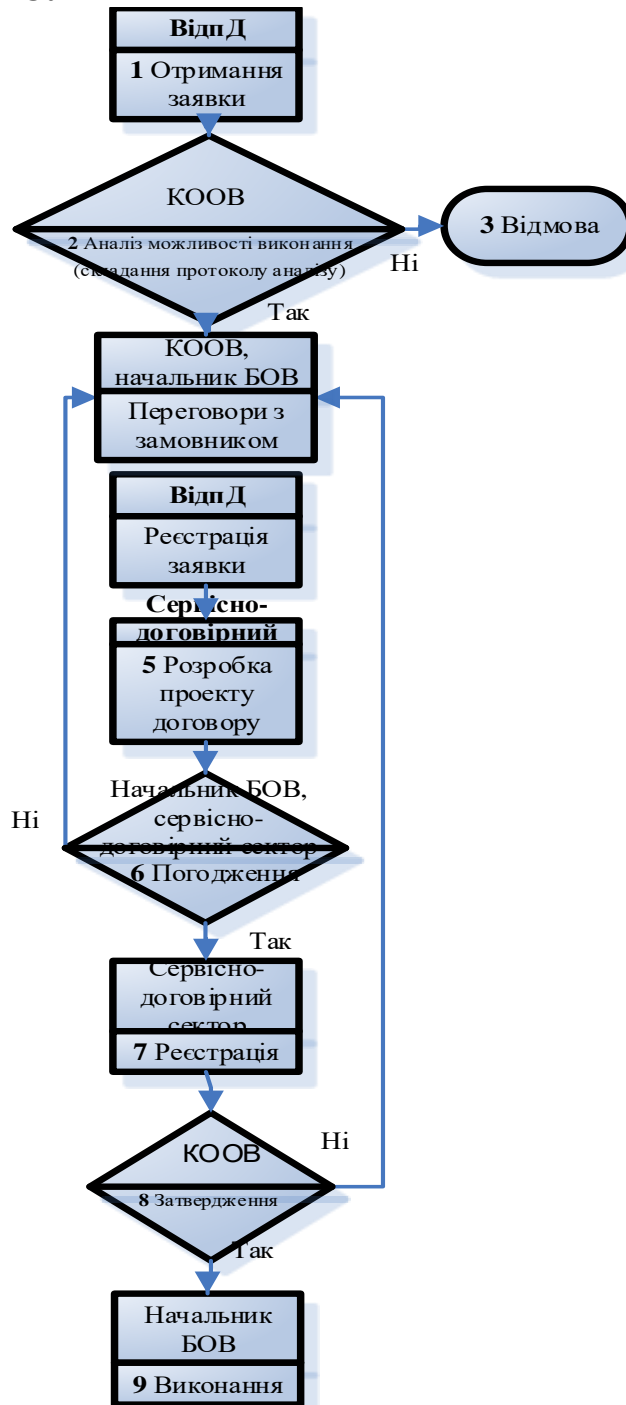 ВідпД
1 Отримання
заявки
КООВ
2 Аналіз можливості виконання
(складання протоколу аналізу)
3 Відмова
Ні
Так
КООВ,
начальник БОВ
Переговори з
замовником
ВідпД
Реєстрація
заявки
Сервісно-
договірний
5 Розробка
проекту
договору
Начальник БОВ,
сервісно-
договірний сектор
6 Погодження
Ні
Так
Сервісно-
договірний
сектор
7 Реєстрація
КООВ
Ні
8 Затвердження
Так
Начальник
БОВ
9 Виконання